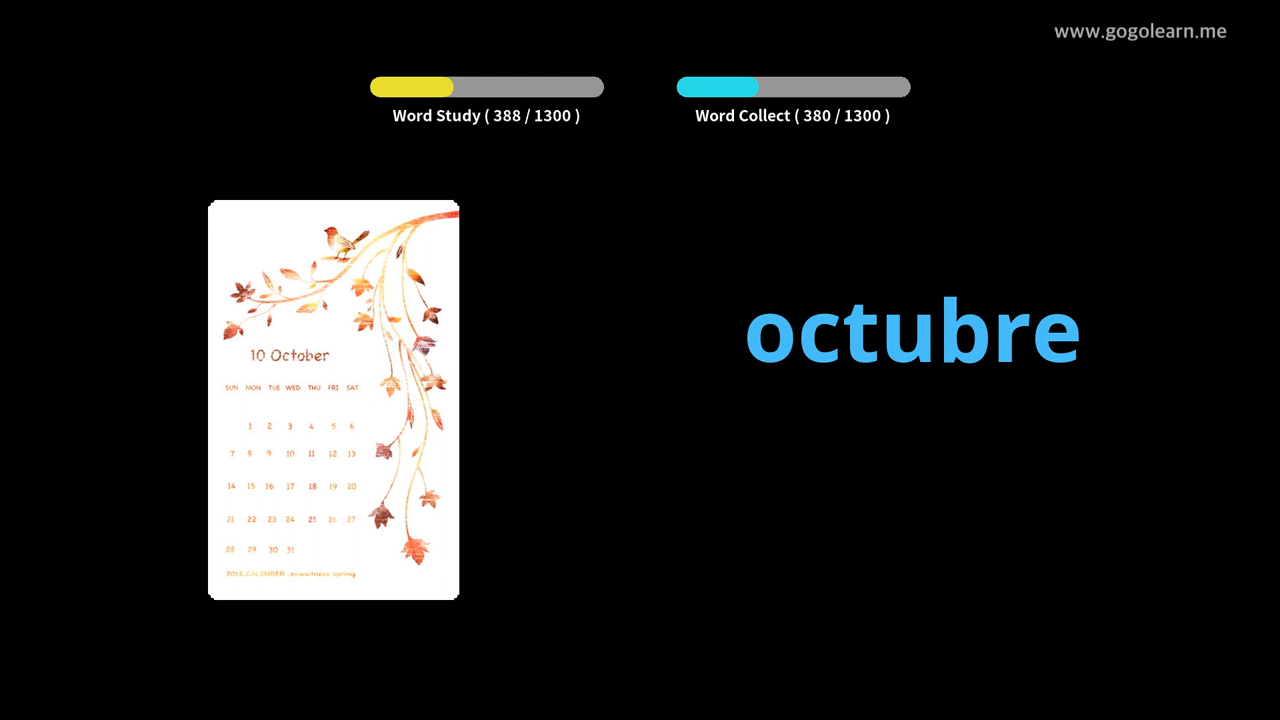 www.gogolearn.me
Word Study ( 388 / 1300 )
Word Collect ( 380 / 1300 )
octubre
10 October
SUN MON TUE WED THU FRI SAT
1 2 3 4 5 6
7 8 9 10 11 12 13
14 15 16 17 18 19 20
21 22 23 24 25 26 27
28 29 30 31
2012.CALENDER spring